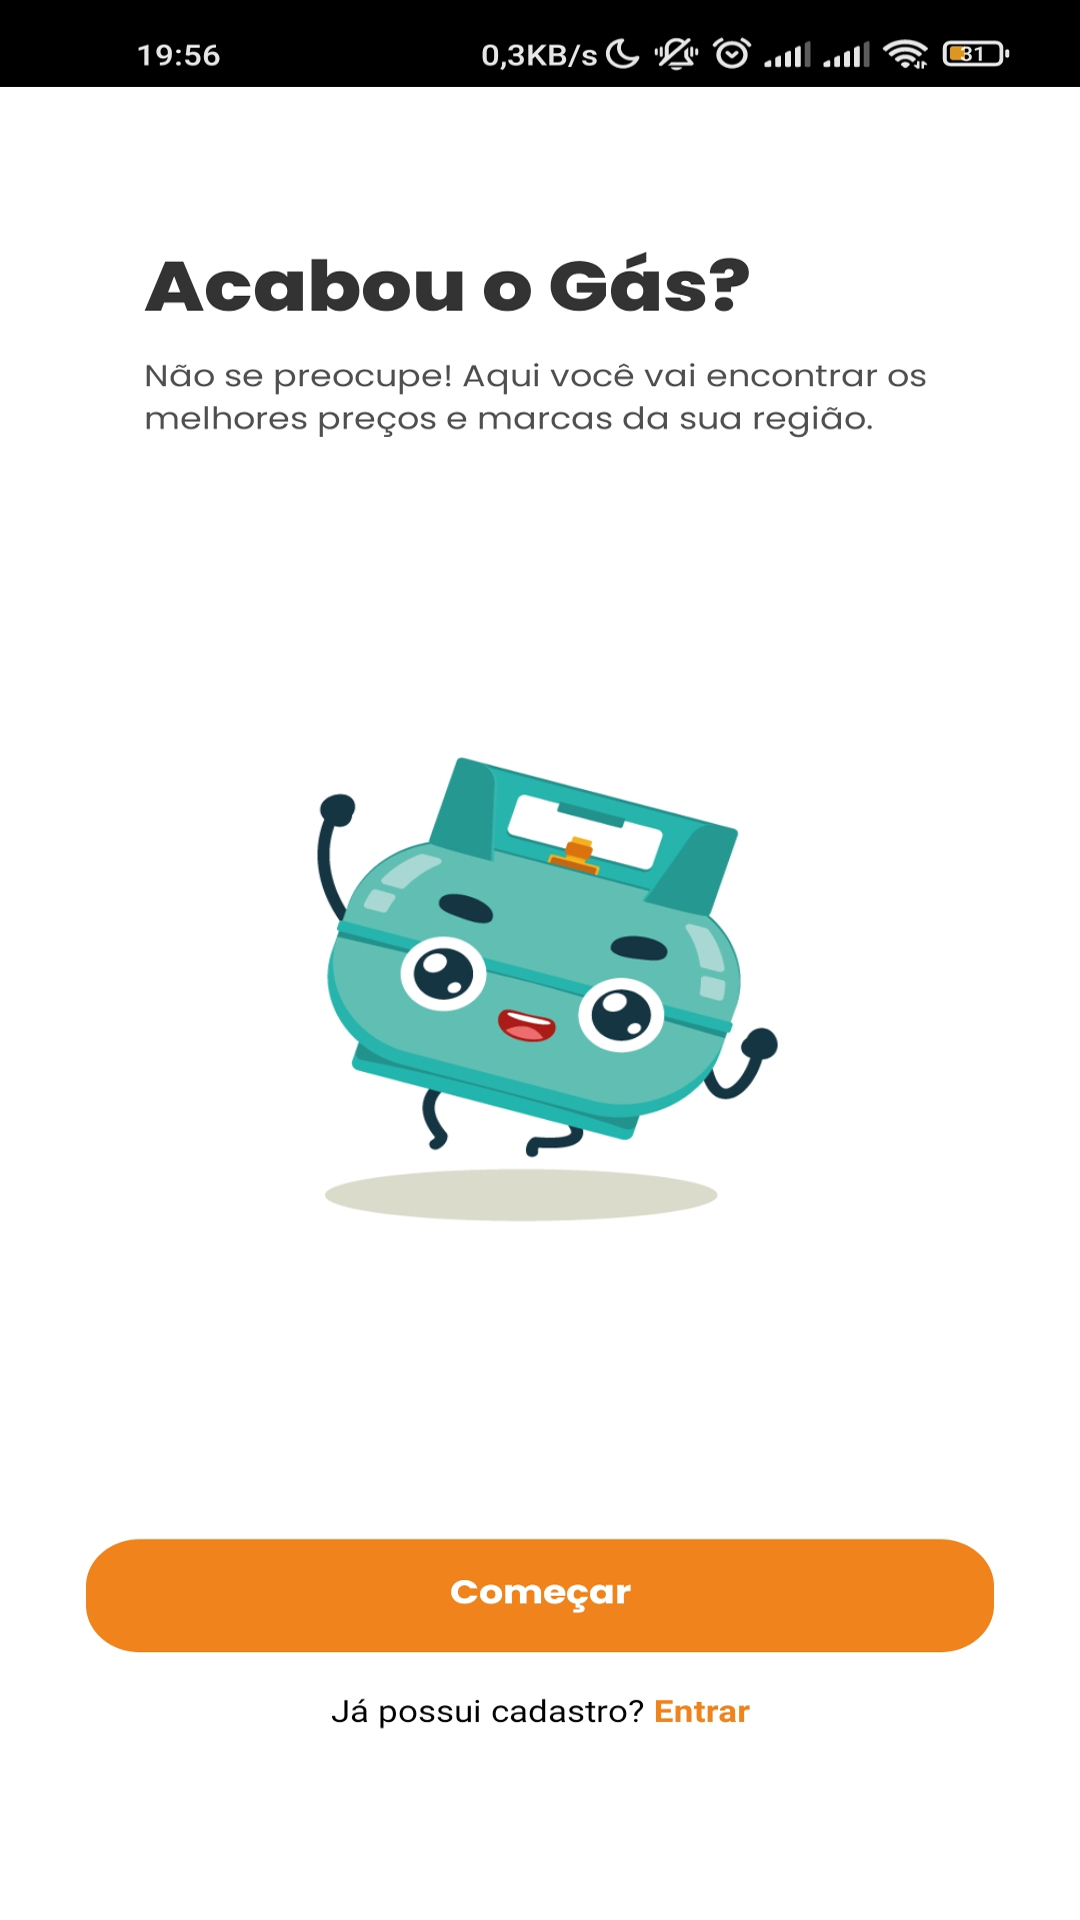 19:56 0,3KB/s 31
Acabou o Gás?
Não se preocupe! Aqui você vai encontrar os
melhores preços e marcas da sua região.
Começar
Já possui cadastro? Entrar